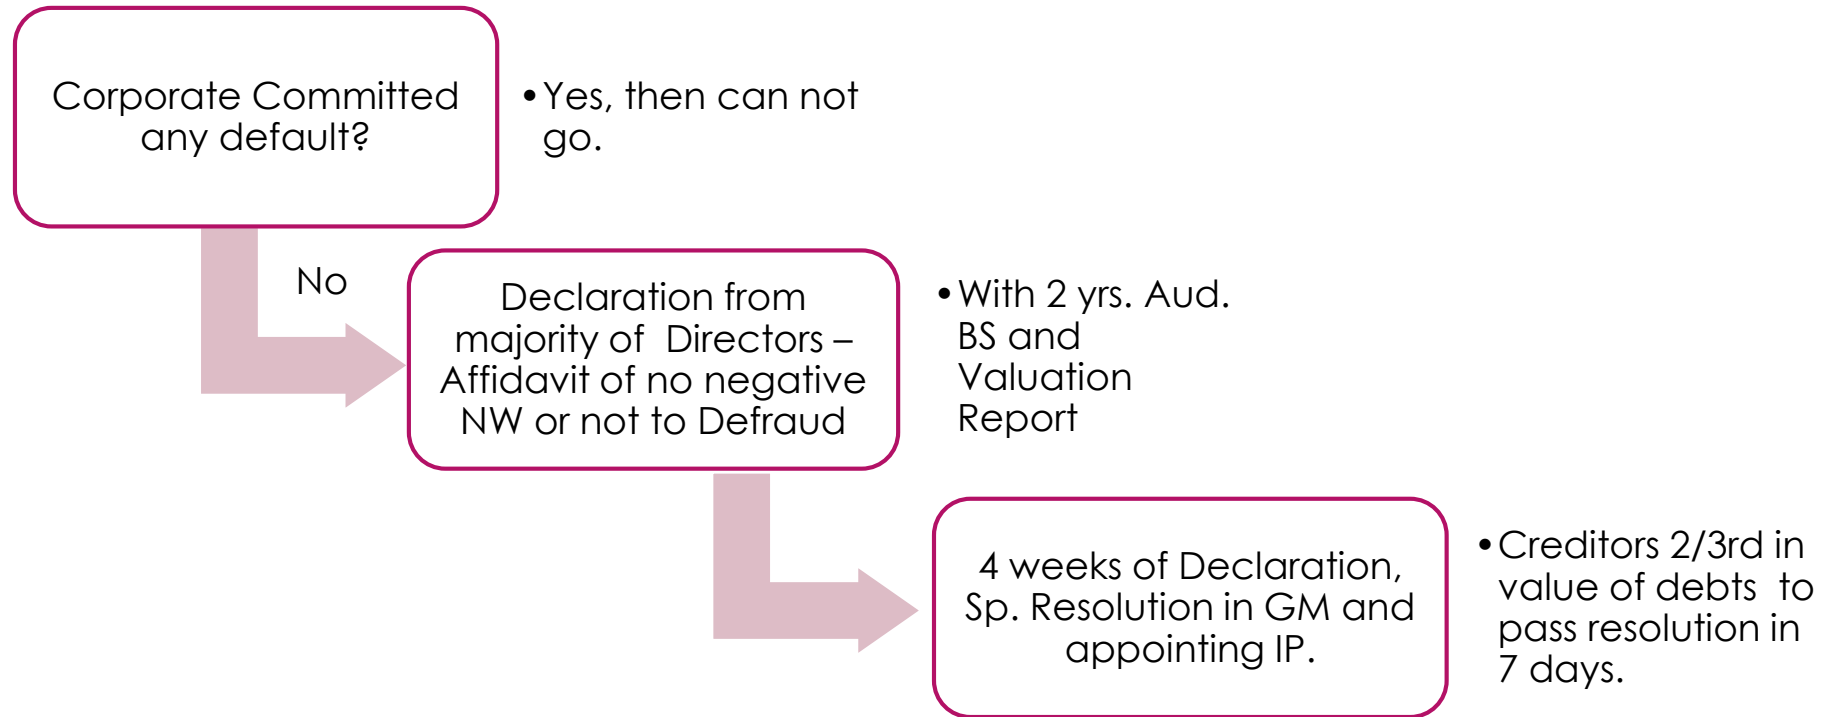 Corporate Committed
any default?
•Yes, then can not
go.
No
Declaration from
majority of  Directors –
Affidavit of no negative
NW or not to Defraud
•With 2 yrs. Aud.
BS and
Valuation
Report
4 weeks of Declaration,
Sp. Resolution in GM and
appointing IP.
•Creditors 2/3rd in
value of debts  to
pass resolution in
7 days.